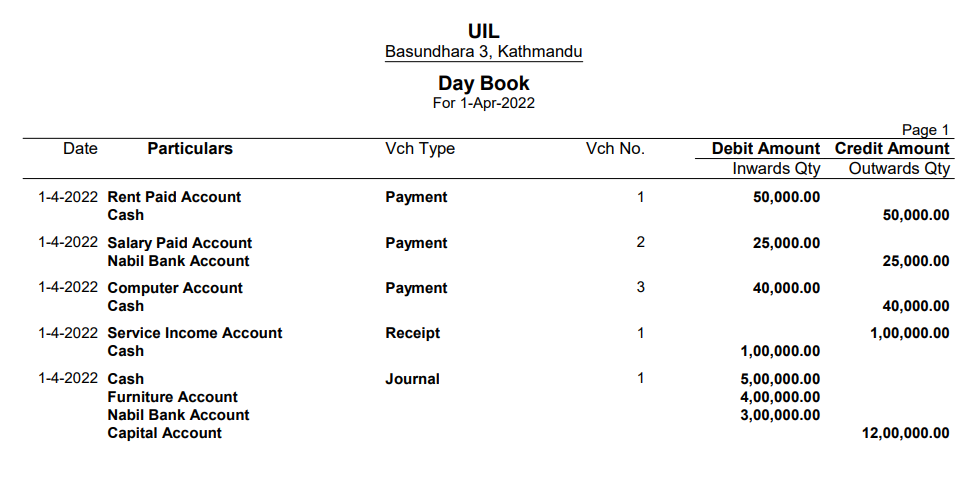 UIL
Basundhara 3, Kathmandu
Day Book
For 1-Apr-2022
Page 1
Date Particulars Vch Type Vch No. Debit Amount Credit Amount
Inwards Qty Outwards Qty
1-4-2022 Rent Paid Account Payment 1 50,000.00
Cash 50,000.00
1-4-2022 Salary Paid Account Payment 2 25,000.00
Nabil Bank Account 25,000.00
1-4-2022 Computer Account Payment 3 40,000.00
Cash 40,000.00
1-4-2022 Service Income Account Receipt 1 1,00,000.00
Cash 1,00,000.00
1-4-2022 Cash Journal 1 5,00,000.00
Furniture Account 4,00,000.00
Nabil Bank Account 3,00,000.00
Capital Account 12,00,000.00